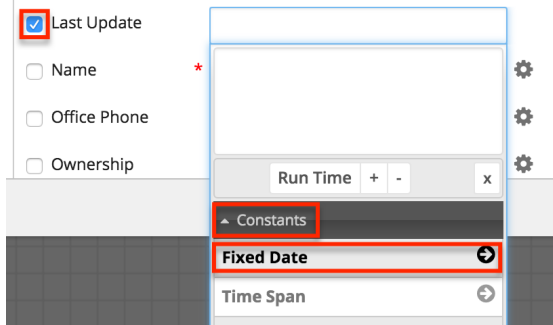 Last Update
Name *
Office Phone
Ownership
Run Time + - x
Constants
Fixed Date
Time Span